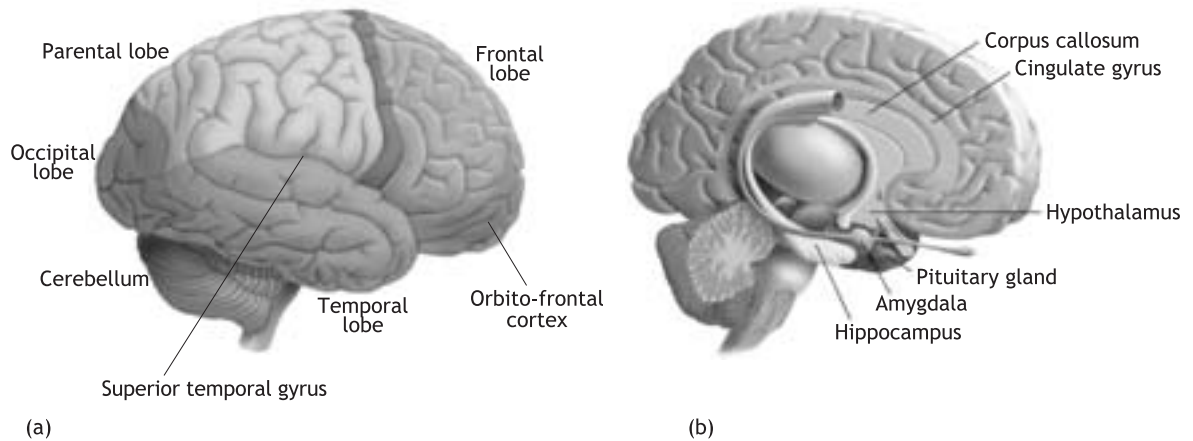 Parental lobe
Frontal
lobe
Occipital
lobe
Cerebellum
Temporal
lobe
Orbito-frontal
cortex
Superior temporal gyrus
(a)
Corpus callosum
Cingulate gyrus
Hypothalamus
Pituitary gland
Amygdala
Hippocampus
(b)